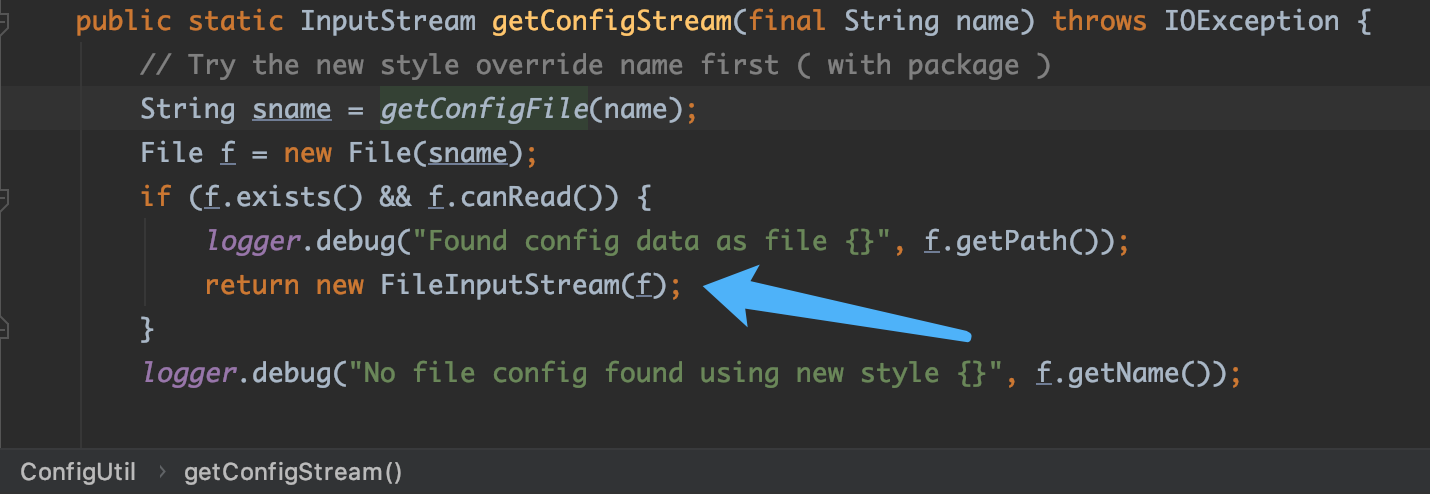 public static InputStream getConfigStream(final String name) throws IOException {
// Try the new style override name first ( with package )
String sname = getConfigFile(name);
File f = new File(sname);
if (f.exists() && f.canRead()) {
logger.debug("Found config data as file {}", f.getPath());
return new FileInputStream(f);
}
logger.debug("No file config found using new style {}", f.getName());
ConfigUtil › getConfigStream()